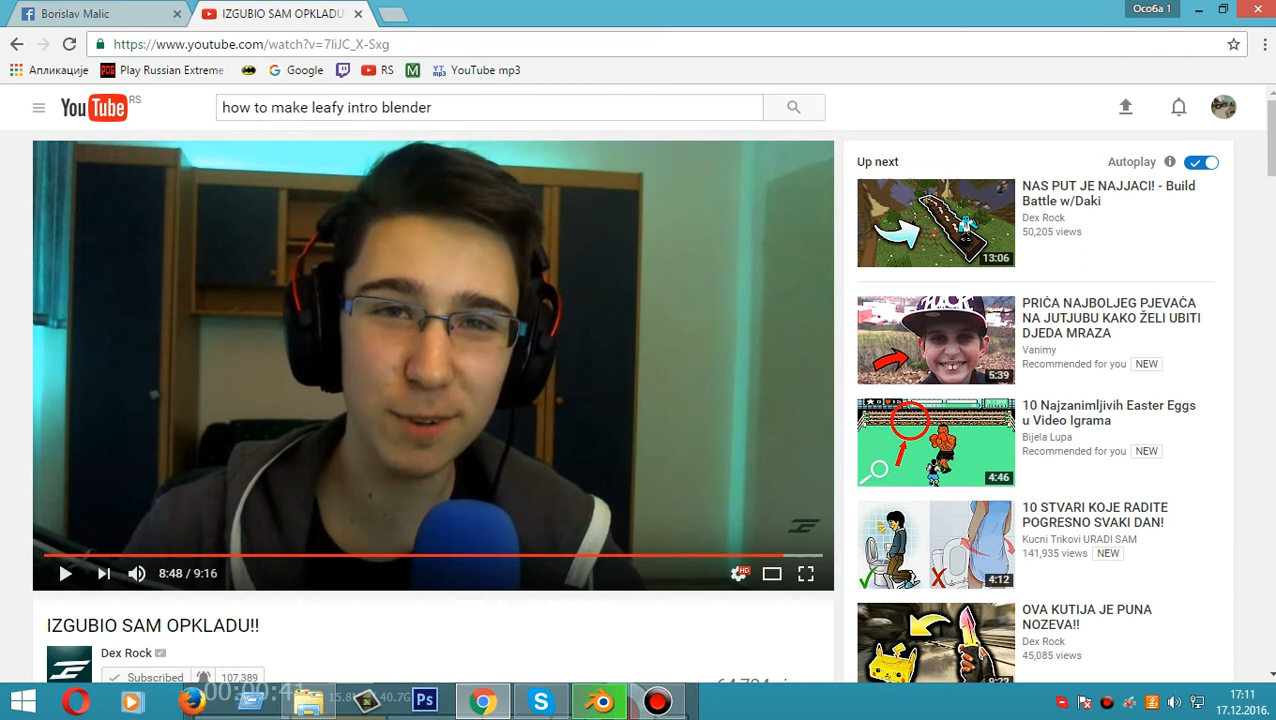 Borislav Malic
IZGUBIO SAM OPKLADU!
Особа 1
https://www.youtube.com/watch?v=7IiJC_X-Sxg
Апликације
Play Russian Extreme
Google
RS
YouTube mp3
YouTube RS
how to make leafy intro blender
Up next
Autoplay
NAS PUT JE NAJJACI! - Build
Battle w/Daki
Dex Rock
50,205 views
13:06
PRIČA NAJBOLJEG PJEVAČA
NA JUTJUBU KAKO ŽELI UBITI
DJEDA MRAZA
Vanimy
Recommended for you NEW
5:39
10 Najzanimljivih Easter Eggs
u Video Igrama
Bijela Lupa
Recommended for you NEW
4:46
10 STVARI KOJE RADITE
POGRESNO SVAKI DAN!
Kucni Trikovi URADI SAM
141,935 views NEW
4:12
OVA KUTIJA JE PUNA
NOZEVA!!
Dex Rock
45,085 views
8:48 / 9:16
HD
IZGUBIO SAM OPKLADU!!
Dex Rock
Subscribed
107,389
00:00:41
Ps
17:11
17.12.2016.